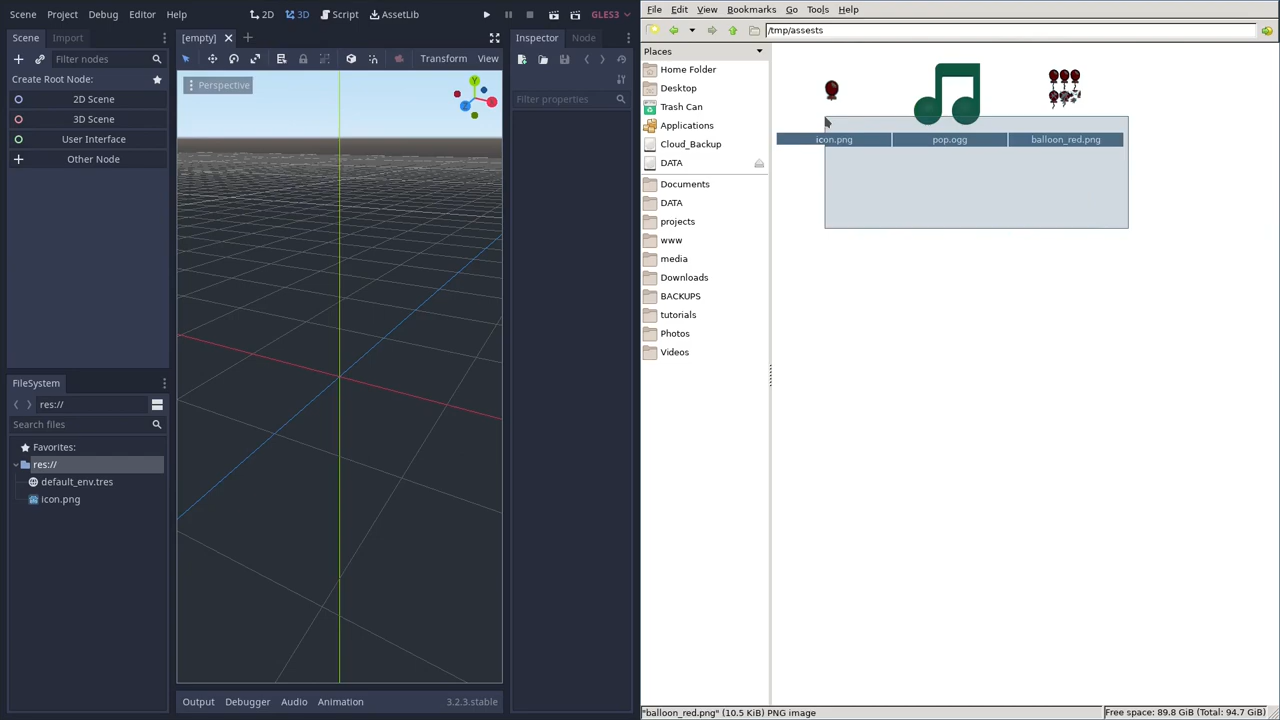 Scene
Debug
Editor
Help
2D
3D
Script
AssetLib
GLES3
Scene
Filter nodes
Create Root Node:
2D Scene
3D Scene
User Interface
Other Node
FileSystem
res://
Search files
Favorites:
res://
default_env.tres
icon.png
[empty]
Transform
View
Perspective
Y
X
Z
Output
Debugger
Audio
Animation
3.2.3.stable
Inspector
Node
Filter properties
File
Edit
View
Bookmarks
Go
Tools
Help
/tmp/assests
Places
Home Folder
Desktop
Trash Can
Applications
Cloud_Backup
DATA
Documents
DATA
projects
www
media
Downloads
BACKUPS
tutorials
Photos
Videos
icon.png
pop.ogg
balloon_red.png
"balloon_red.png" (10.5 KiB) PNG image
Free space: 89.8 GiB (Total: 94.7 GiB)